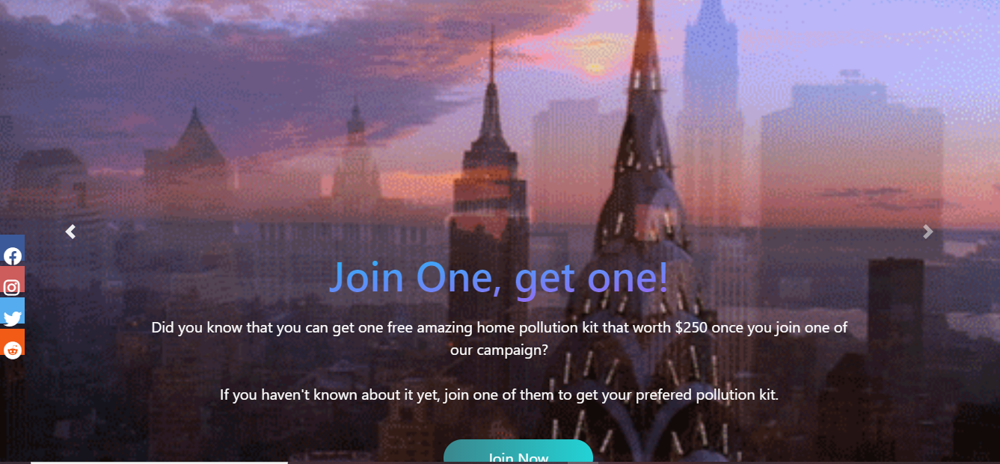 Join One, get one!
Did you know that you can get one free amazing home pollution kit that worth $250 once you join one of
our campaign?
If you haven't known about it yet, join one of them to get your prefered pollution kit.
Join Now